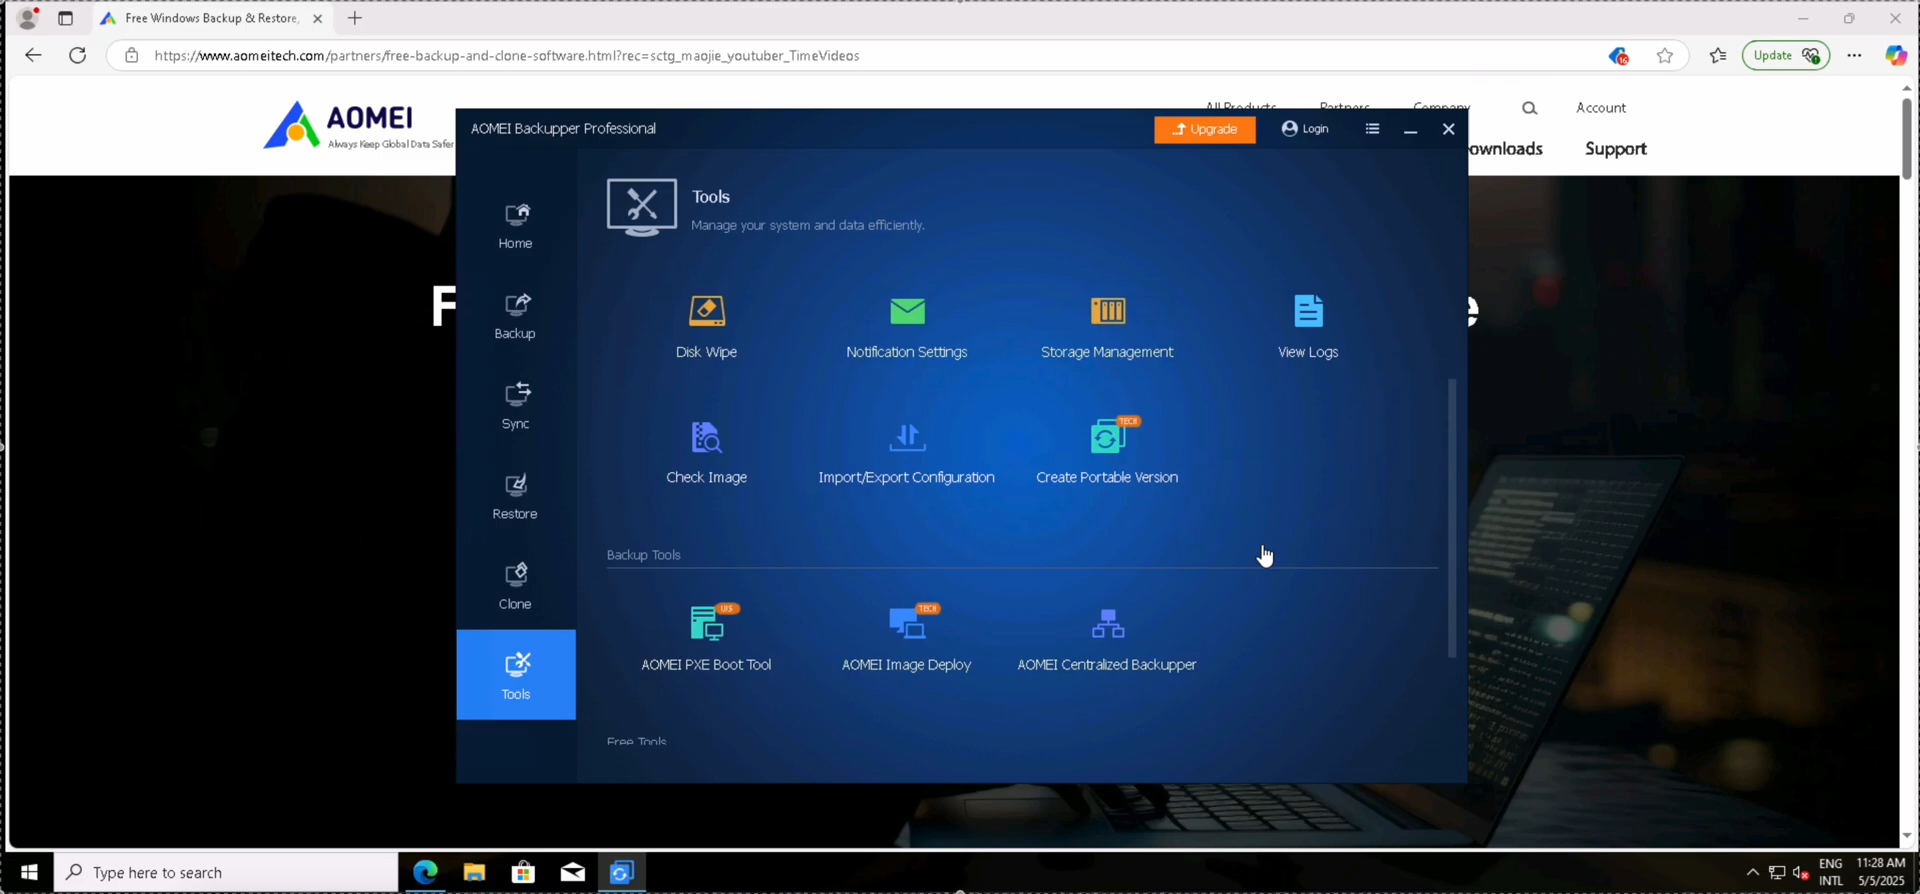 Free Windows Backup & Restore,
https://www.aomeitech.com/partners/free-backup-and-clone-software.html?rec=sctg_maojie_youtuber_TimeVideos
16
Update
AOMEI
Always Keep Global Data Safer
All Products
Partners
Company
Account
ownloads
Support
F
e
AOMEI Backupper Professional
Upgrade
Login
Home
Backup
Sync
Restore
Clone
Tools
Tools
Manage your system and data efficiently.
Disk Wipe
Notification Settings
Storage Management
View Logs
TECH
Check Image
Import/Export Configuration
Create Portable Version
Backup Tools
TECH
AOMEI PXE Boot Tool
AOMEI Image Deploy
AOMEI Centralized Backupper
Free Tools
Type here to search
ENG
INTL
11:28 AM
5/5/2025